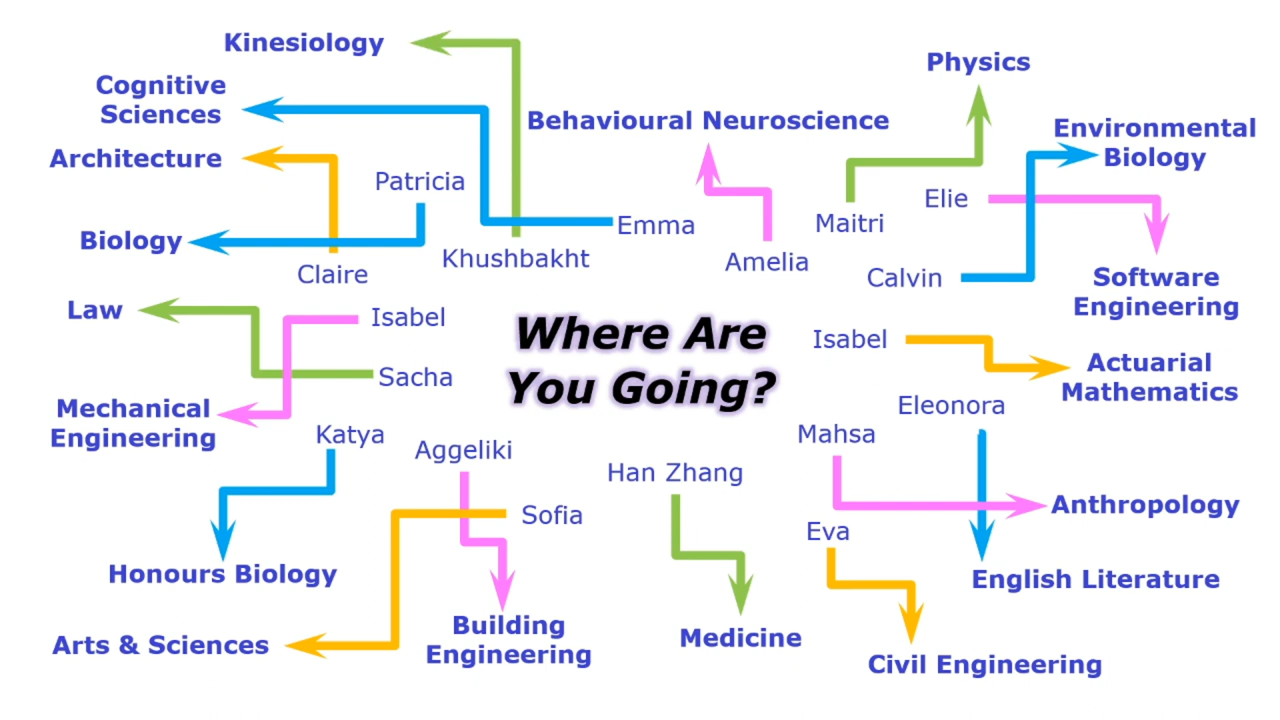 Kinesiology
Cognitive
Sciences
Architecture
Patricia
Biology
Claire
Khushbakht
Emma
Behavioural Neuroscience
Amelia
Physics
Maitri
Environmental
Biology
Elie
Calvin
Software
Engineering
Law
Isabel
Sacha
Mechanical
Engineering
Where Are
You Going?
Isabel
Actuarial
Mathematics
Eleonora
Mahsa
Anthropology
Katya
Aggeliki
Han Zhang
Sofia
Eva
Honours Biology
English Literature
Arts & Sciences
Building
Engineering
Medicine
Civil Engineering